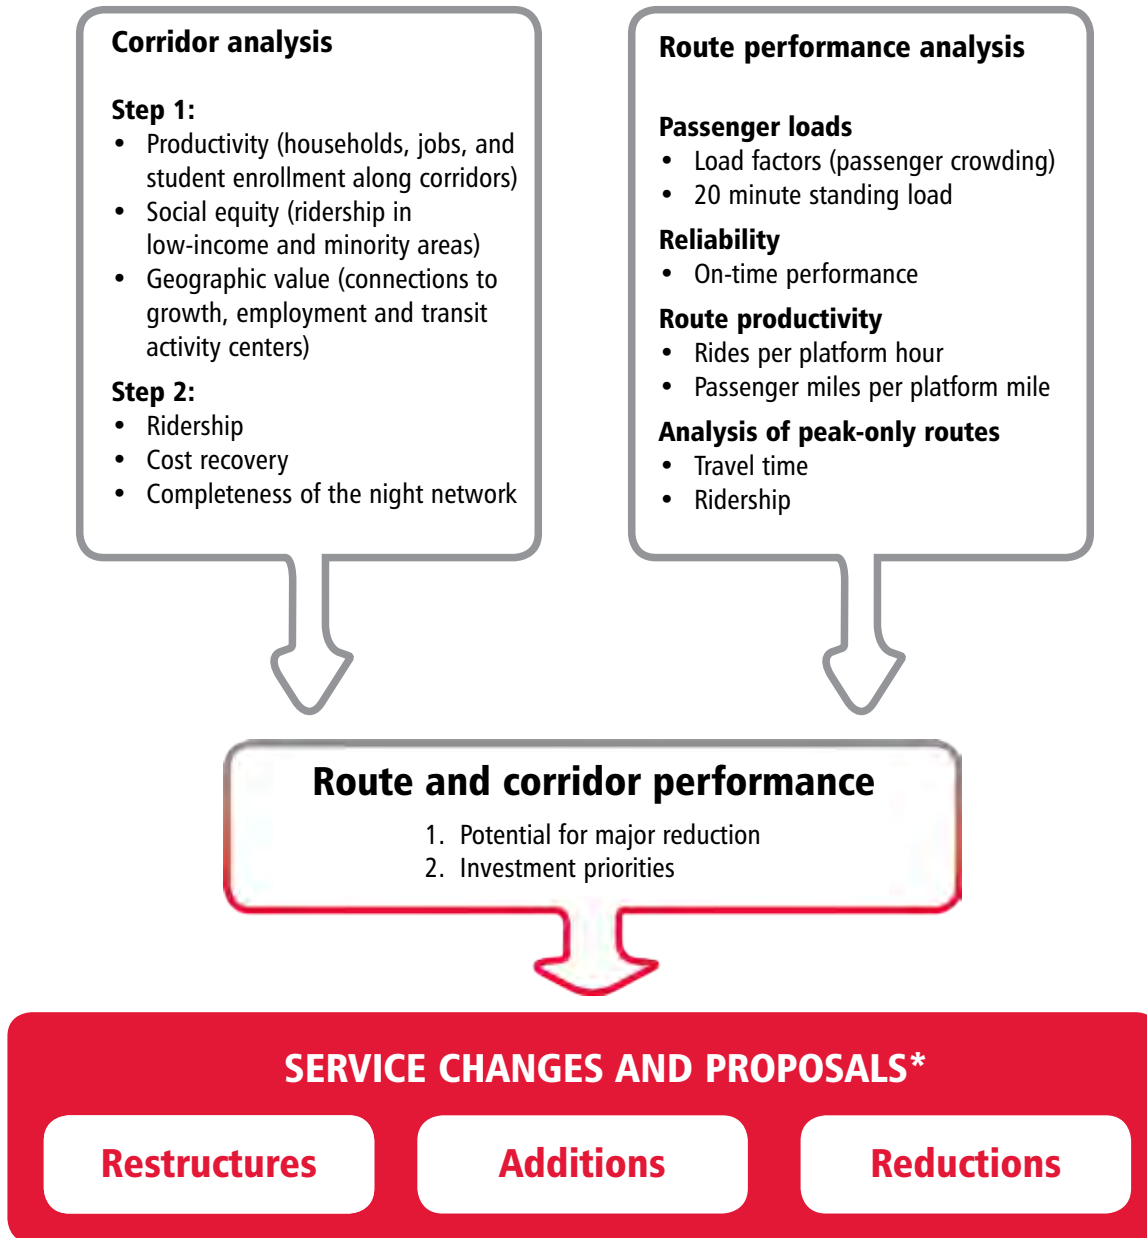 Corridor analysis
Step 1:
• Productivity (households, jobs, and
student enrollment along corridors)
• Social equity (ridership in
low-income and minority areas)
• Geographic value (connections to
growth, employment and transit
activity centers)
Step 2:
• Ridership
• Cost recovery
• Completeness of the night network
Route performance analysis
Passenger loads
• Load factors (passenger crowding)
• 20 minute standing load
Reliability
• On-time performance
Route productivity
• Rides per platform hour
• Passenger miles per platform mile
Analysis of peak-only routes
• Travel time
• Ridership
Route and corridor performance
1. Potential for major reduction
2. Investment priorities
SERVICE CHANGES AND PROPOSALS*
Restructures
Additions
Reductions